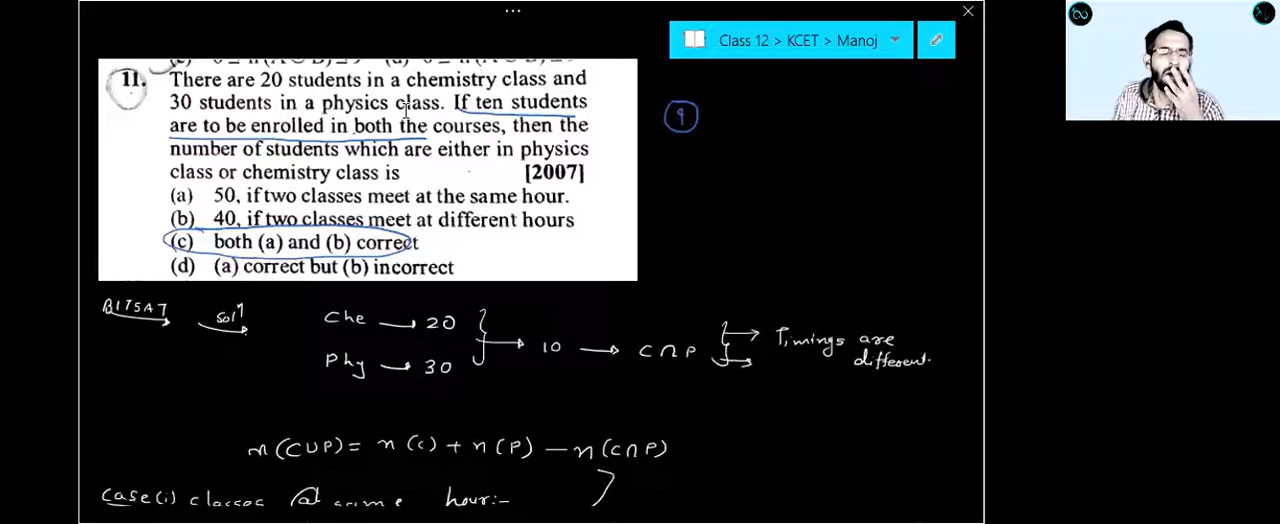 ...
Class 12 > KCET > Manoj
11. There are 20 students in a chemistry class and
30 students in a physics class. If ten students
are to be enrolled in both the courses, then the
number of students which are either in physics
class or chemistry class is [2007]
(a) 50, if two classes meet at the same hour.
(b) 40, if two classes meet at different hours
(c) both (a) and (b) correct
(d) (a) correct but (b) incorrect
9
BITSAT soln
Che → 20
Phy → 30
10 → C∩P
Timings are
different.
n(C∪P) = n(C) + n(P) – n(C∩P)
Case(i) classes @ same hour:-